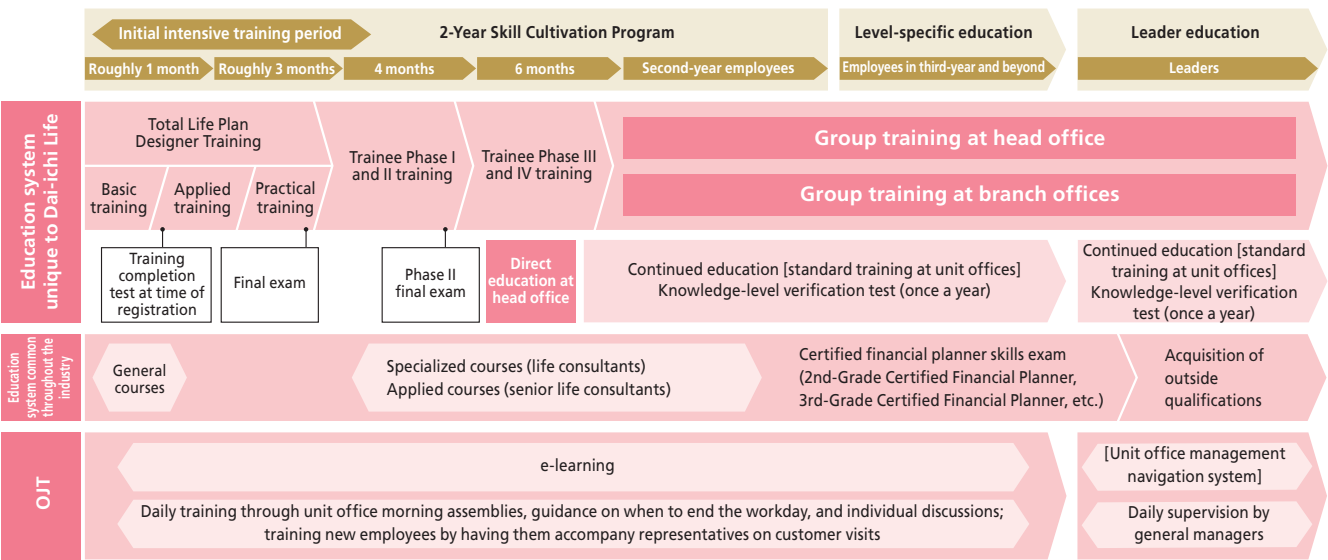 Initial intensive training period
2-Year Skill Cultivation Program
Level-specific education
Leader education
Roughly 1 month
Roughly 3 months
4 months
6 months
Second-year employees
Employees in third-year and beyond
Leaders
Education system
unique to Dai-ichi Life
Total Life Plan
Designer Training
Basic
training
Applied
training
Practical
training
Trainee Phase I
and II training
Trainee Phase III
and IV training
Group training at head office
Group training at branch offices
Training
completion
test at time of
registration
Final exam
Phase II
final exam
Direct
education at
head office
Continued education [standard training at unit offices]
Knowledge-level verification test (once a year)
Continued education [standard
training at unit offices]
Knowledge-level verification
test (once a year)
Education
system common
throughout the
industry
General
courses
Specialized courses (life consultants)
Applied courses (senior life consultants)
Certified financial planner skills exam
(2nd-Grade Certified Financial Planner,
3rd-Grade Certified Financial Planner, etc.)
Acquisition of
outside
qualifications
OJT
e-learning
Daily training through unit office morning assemblies, guidance on when to end the workday, and individual discussions;
training new employees by having them accompany representatives on customer visits
[Unit office management
navigation system]
Daily supervision by
general managers